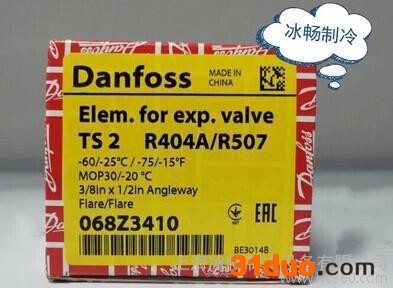 Danfoss
冰畅制冷
Danfoss
MADE IN
CHINA
Elem. for exp. valve
TS 2 R404A/R507
-60/-25°C / -75/-15°F
MOP30/-20 °C
3/8in x 1/2in Angleway
Flare/Flare
068Z3410
EAC
BE3014B
31duo.com